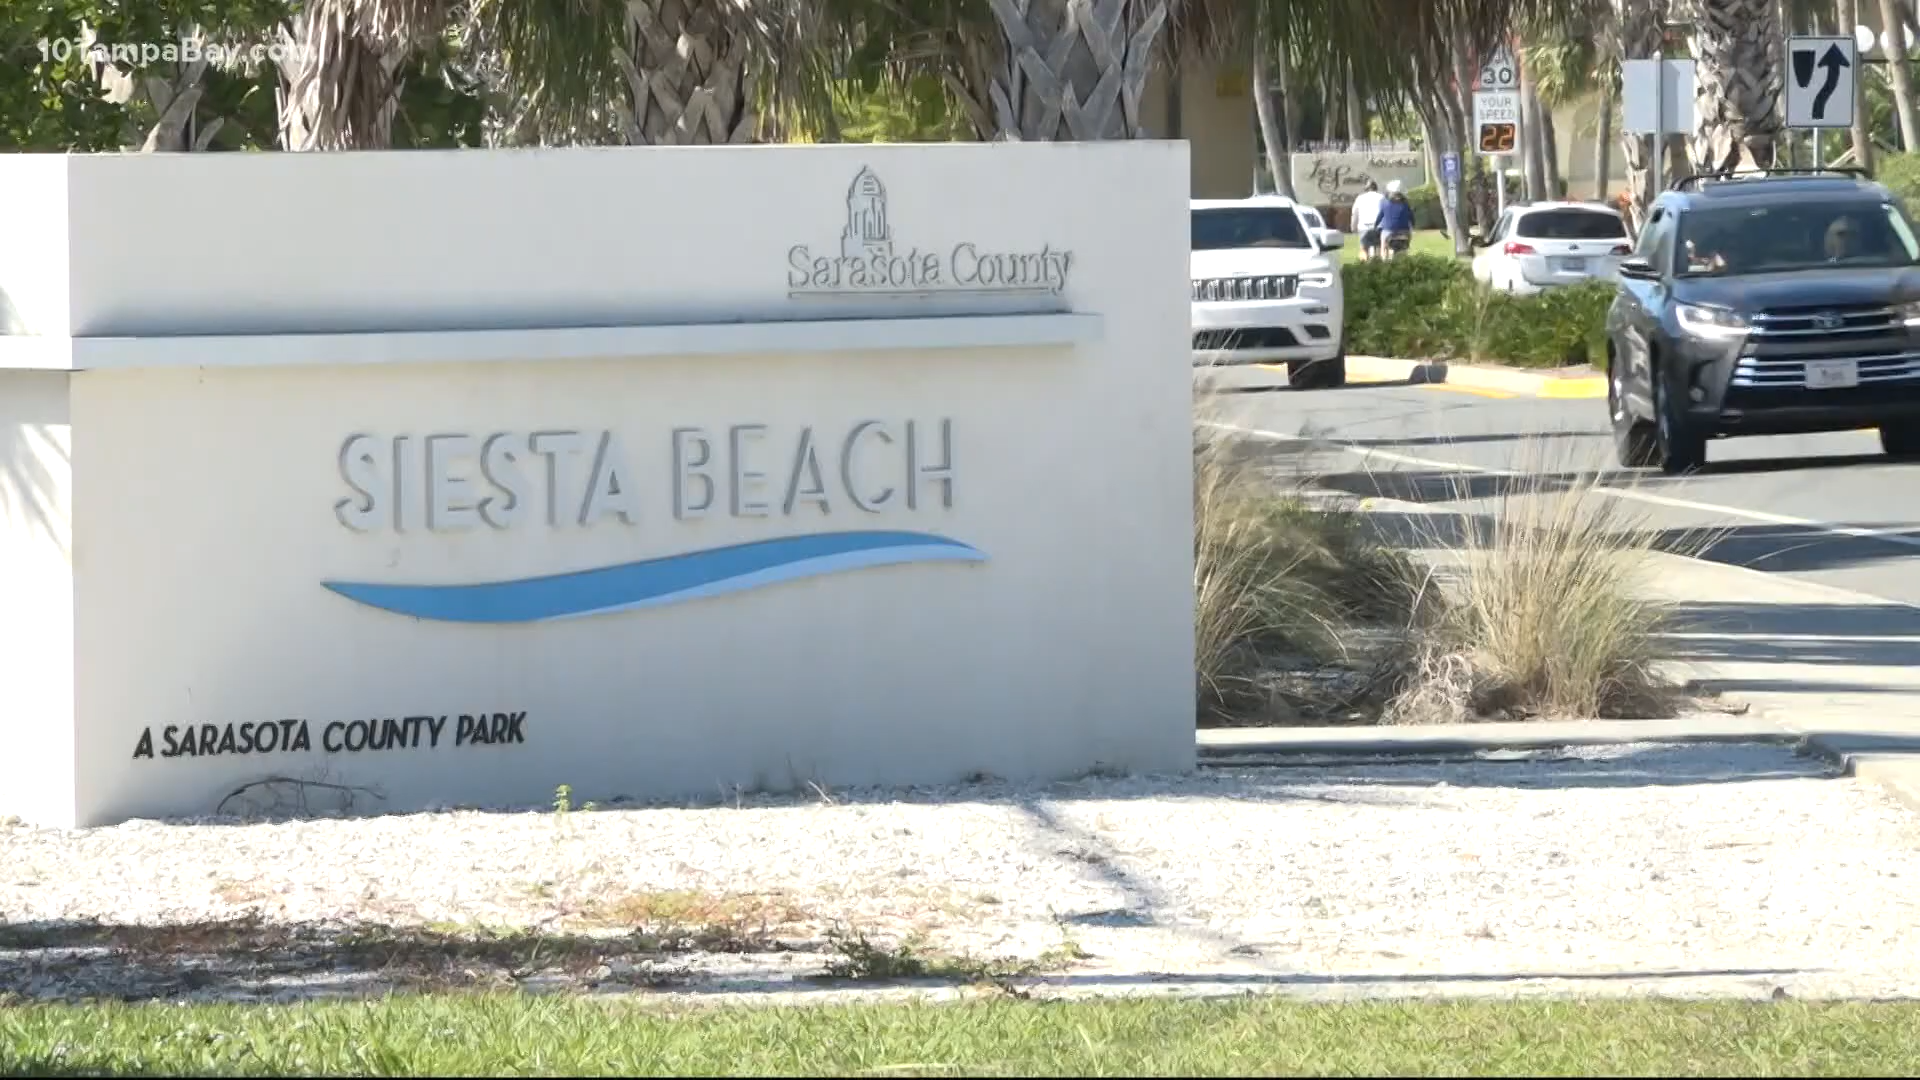 10TampaBay.com
30
YOUR
SPEED
22
Sarasota County
SIESTA BEACH
A SARASOTA COUNTY PARK